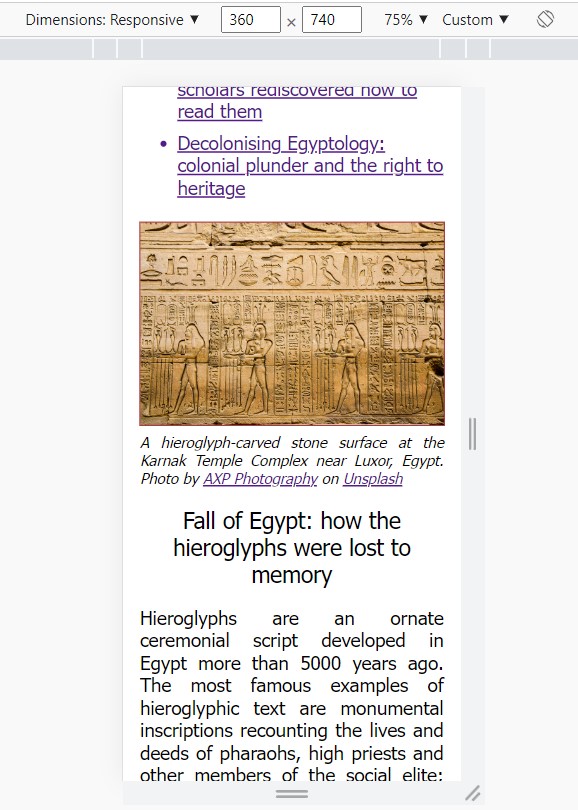 Dimensions: Responsive ▼ 360 × 740 75% ▼ Custom ▼
scholars rediscovered how to
read them
• Decolonising Egyptology:
colonial plunder and the right to
heritage
A hieroglyph-carved stone surface at the
Karnak Temple Complex near Luxor, Egypt.
Photo by AXP Photography on Unsplash
Fall of Egypt: how the
hieroglyphs were lost to
memory
Hieroglyphs are an ornate
ceremonial script developed in
Egypt more than 5000 years ago.
The most famous examples of
hieroglyphic text are monumental
inscriptions recounting the lives and
deeds of pharaohs, high priests and
other members of the social elite;